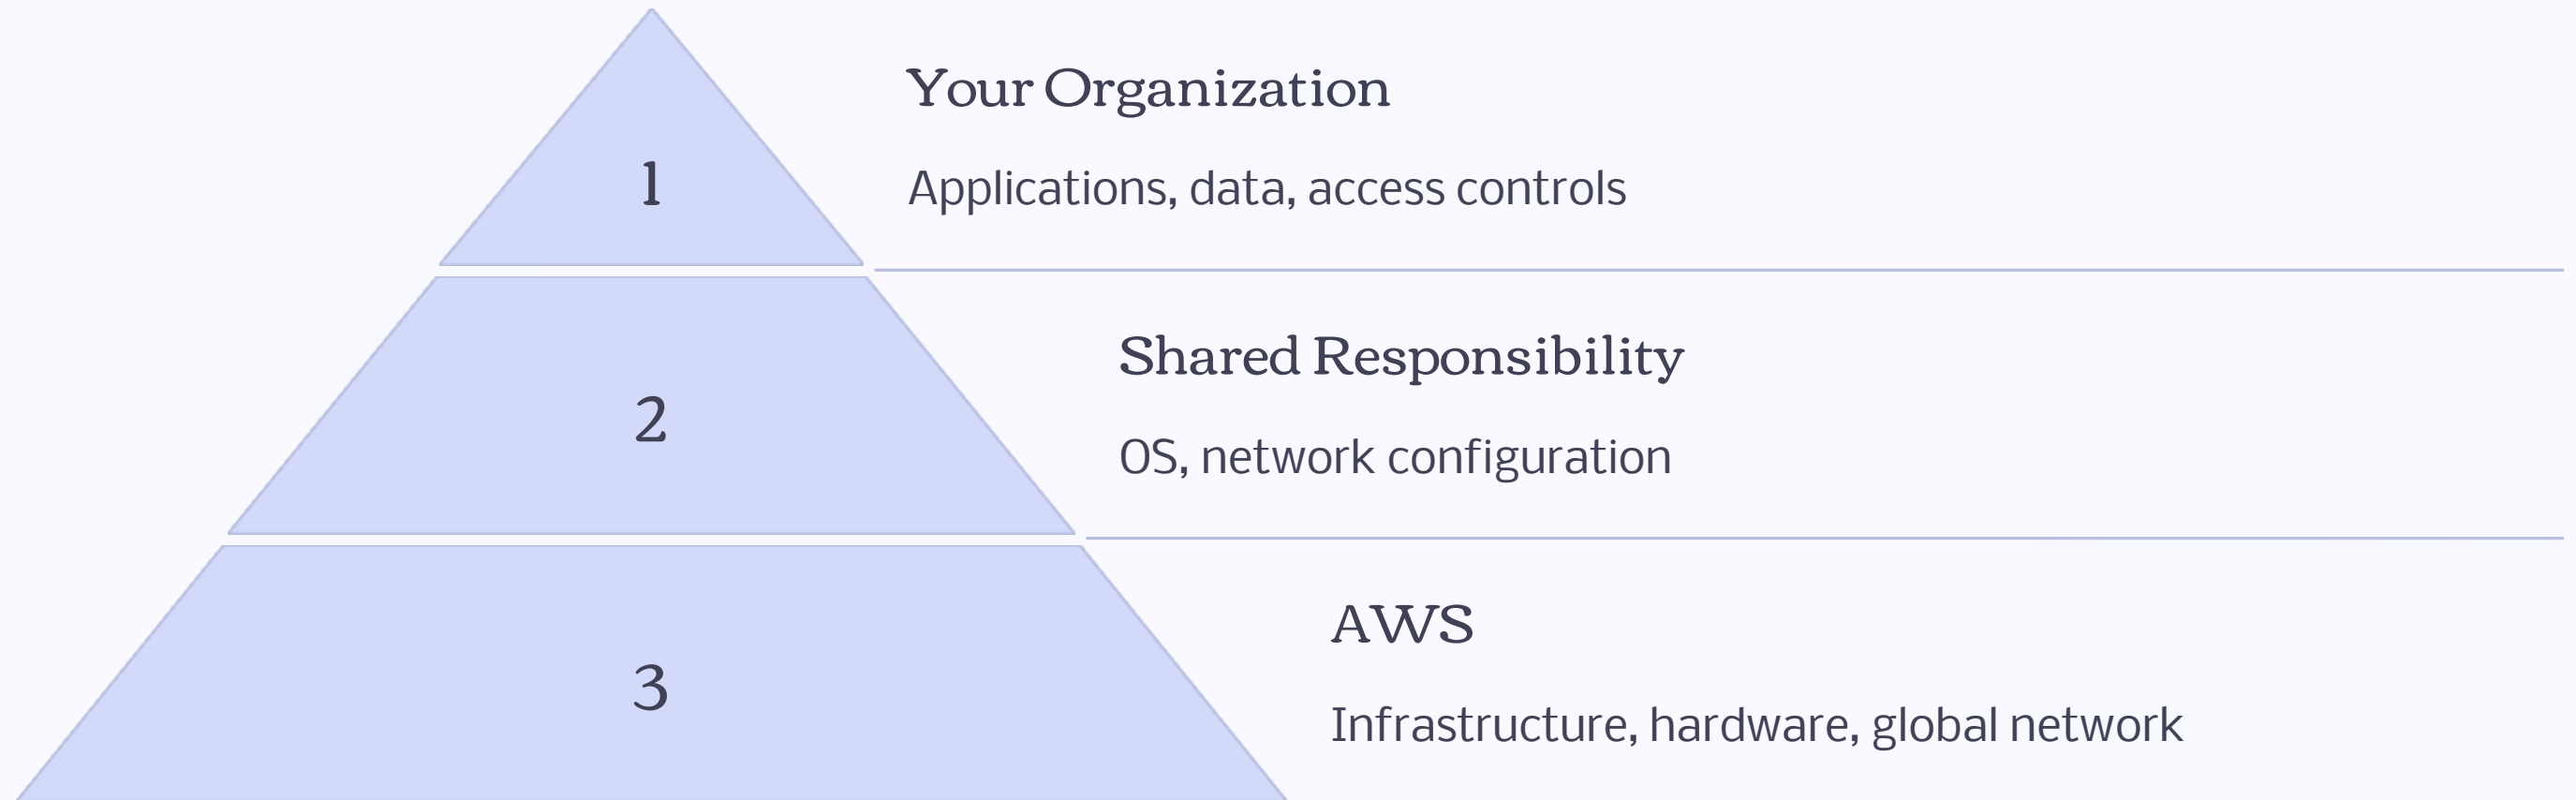 1
Your Organization
Applications, data, access controls
2
Shared Responsibility
OS, network configuration
3
AWS
Infrastructure, hardware, global network